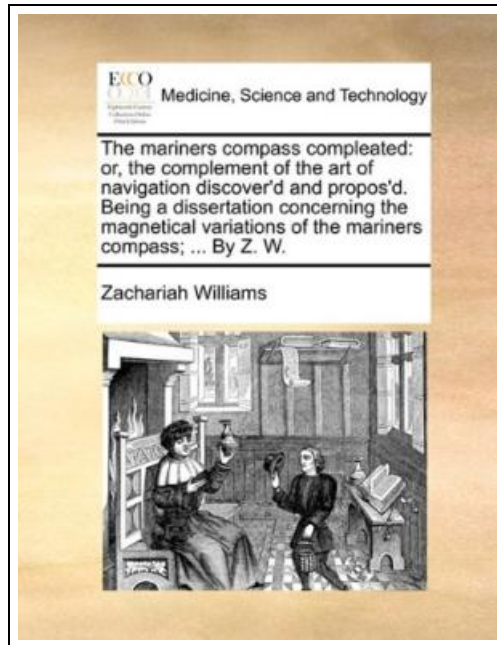 ECCO
Medicine, Science and Technology
The mariners compass compleated:
or, the complement of the art of
navigation discover'd and propos'd.
Being a dissertation concerning the
magnetical variations of the mariners
compass; ... By Z. W.
Zachariah Williams